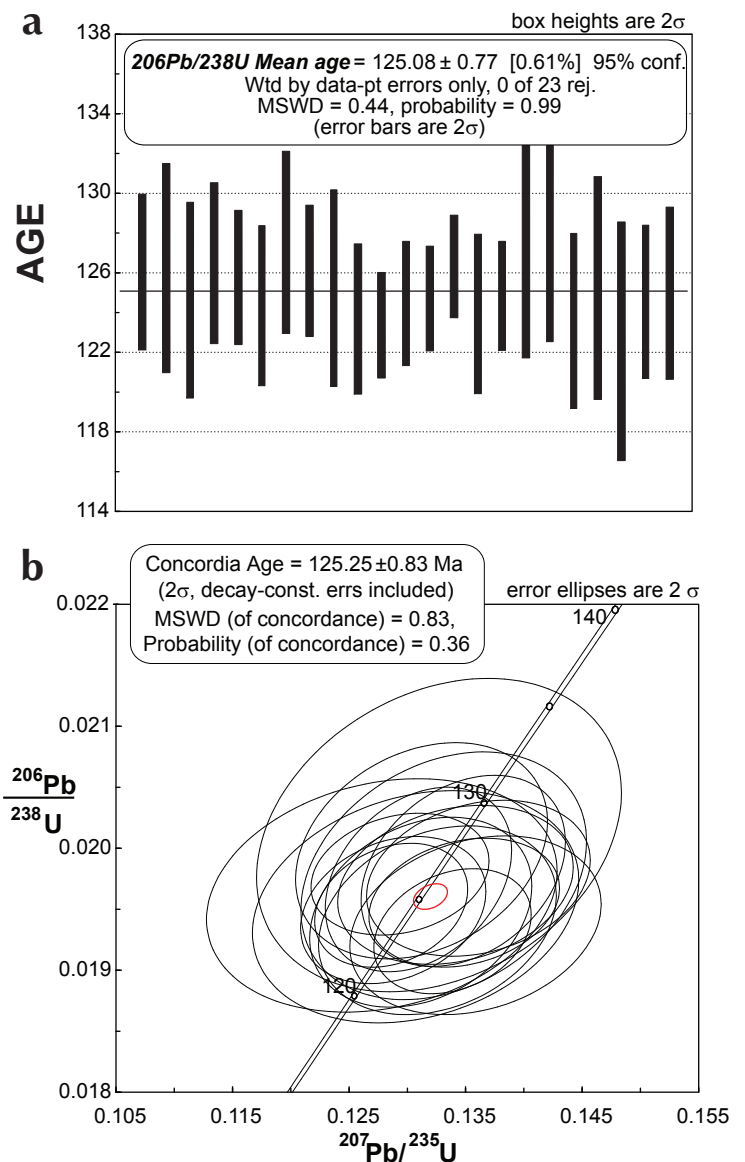 a
box heights are 2σ
206Pb/238U Mean age = 125.08 ± 0.77 [0.61%] 95% conf.
Wtd by data-pt errors only, 0 of 23 rej.
MSWD = 0.44, probability = 0.99
(error bars are 2σ)
AGE
138
134
130
126
122
118
114
b
Concordia Age = 125.25 ±0.83 Ma
(2σ, decay-const. errs included)
MSWD (of concordance) = 0.83,
Probability (of concordance) = 0.36
error ellipses are 2 σ
0.022
0.021
0.020
0.019
0.018
²⁰⁶Pb
²³⁸U
140
130
120
0.105
0.115
0.125
0.135
0.145
0.155
²⁰⁷Pb/²³⁵U